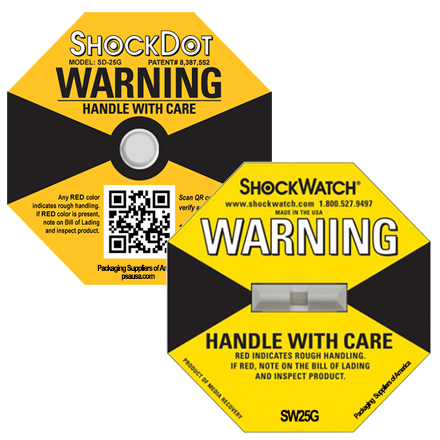 SHOCKDOT
MODEL: SD-25G PATENT# 8,387,552
WARNING
HANDLE WITH CARE
Any RED color
indicates rough handling.
If RED color is present,
note on Bill of Lading
and inspect product.
Scan QR
verify a
Packaging Suppliers of
psausa.com
SHOCKWATCH®
www.shockwatch.com 1.800.527.9497
MADE IN THE USA
WARNING
HANDLE WITH CARE
RED INDICATES ROUGH HANDLING.
IF RED, NOTE ON THE BILL OF LADING
AND INSPECT PRODUCT.
PRODUCT OF MEDIA RECOVERY
SW25G
Packaging Suppliers of America